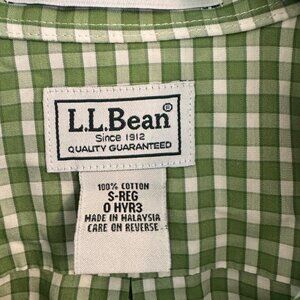 L.L.Bean®
Since 1912
QUALITY GUARANTEED
100% COTTON
S-REG
0 HYR3
MADE IN MALAYSIA
CARE ON REVERSE